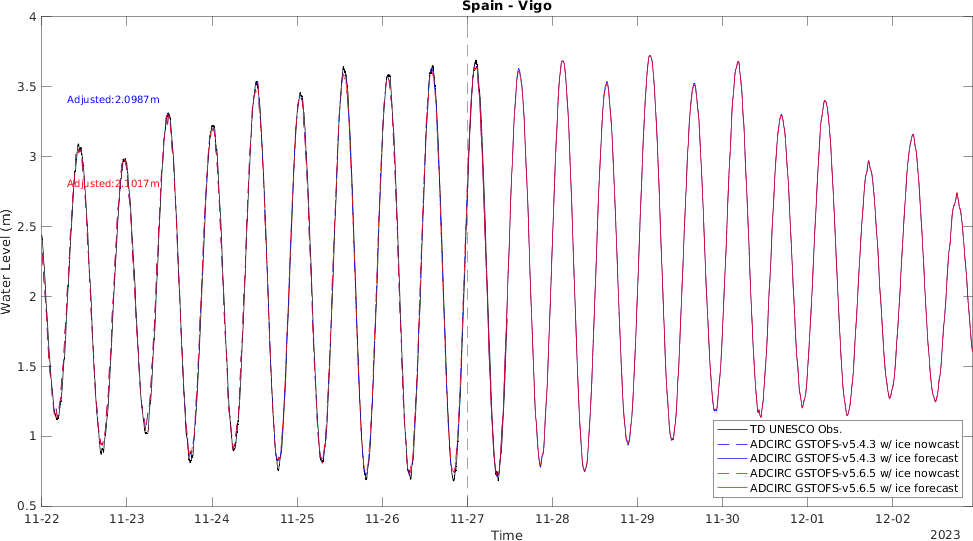 Spain - Vigo
Water Level (m)
4
3.5
3
2.5
2
1.5
1
0.5
Adjusted:2.0987m
Adjusted:2.1017m
TD UNESCO Obs.
ADCIRC GSTOFS-v5.4.3 w/ ice nowcast
ADCIRC GSTOFS-v5.4.3 w/ ice forecast
ADCIRC GSTOFS-v5.6.5 w/ ice nowcast
ADCIRC GSTOFS-v5.6.5 w/ ice forecast
11-22 11-23 11-24 11-25 11-26 11-27 11-28 11-29 11-30 12-01 12-02
Time
2023